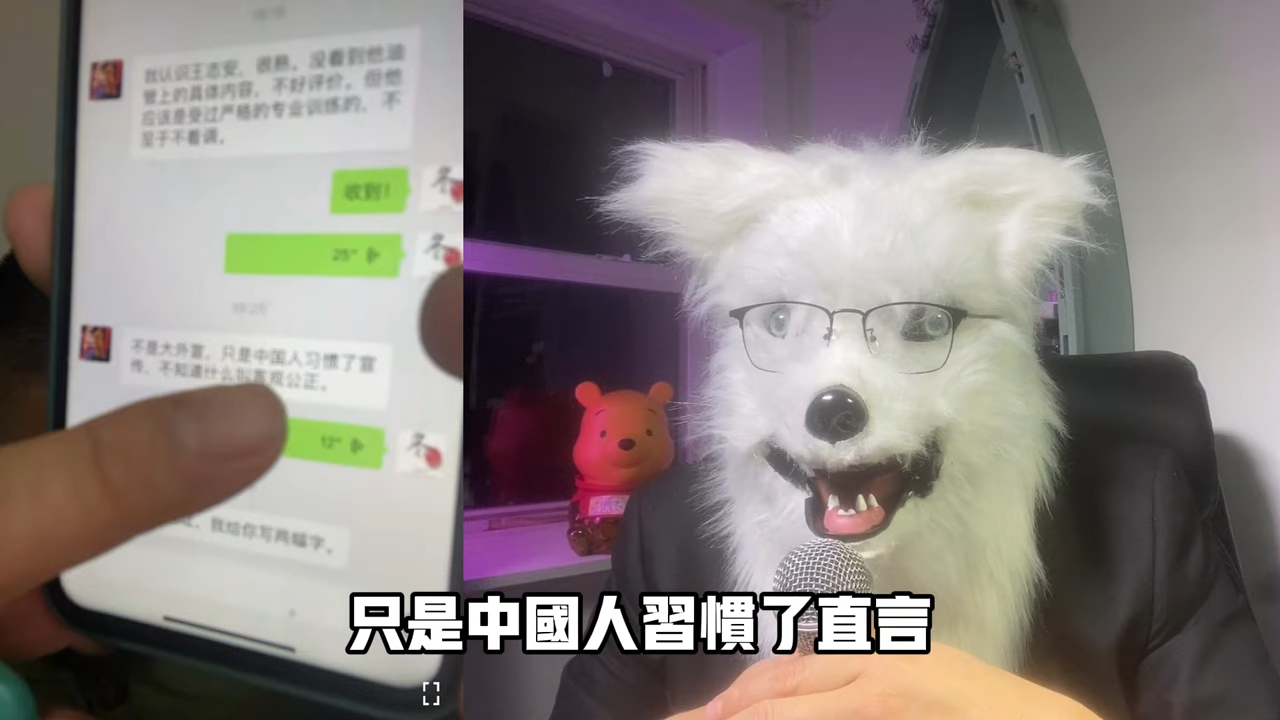 我认识王志安,很熟。没看到他油
管上的具体内容,不好评价。但他
应该是受过严格的专业训练的,不
至于不着调。
收到!
25"
不是大外宣,只是中国人习惯了宣
传,不知道什么叫客观公正。
12"
我给你写两幅字。
只是中國人習慣了直言